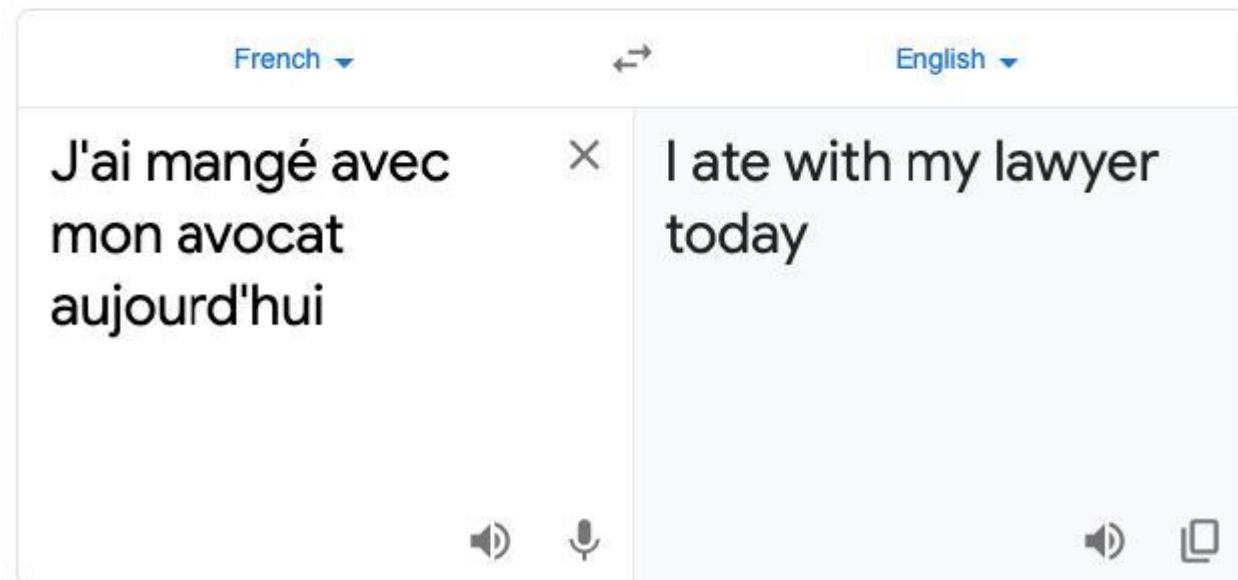 French
English
J'ai mangé avec
mon avocat
aujourd'hui
I ate with my lawyer
today